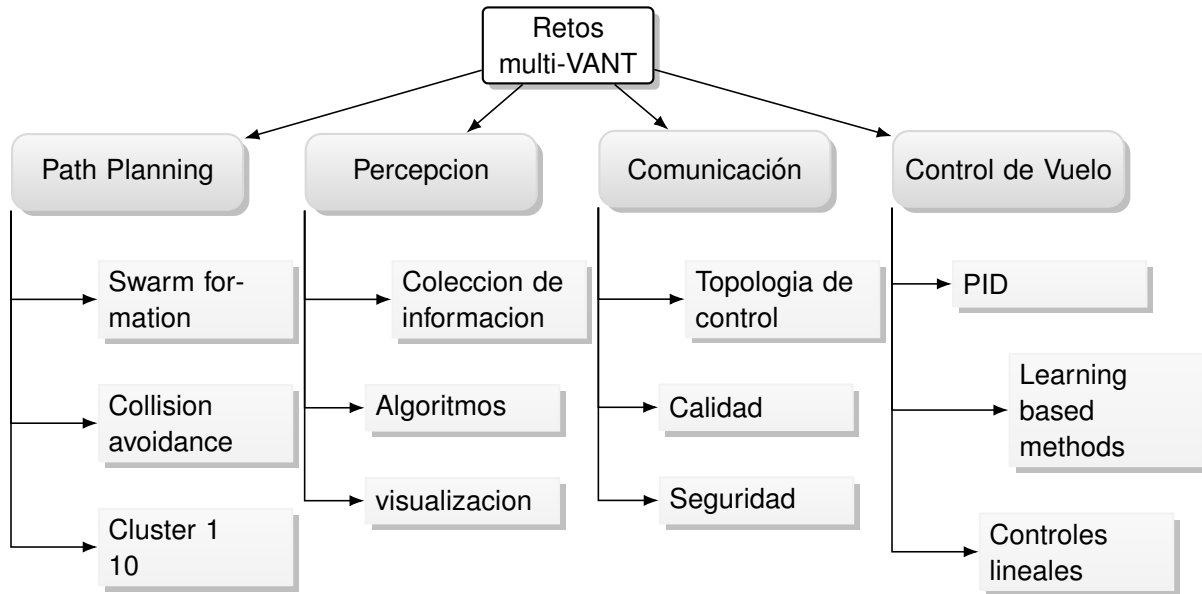 Retos
multi-VANT
Path Planning
Percepcion
Comunicación
Control de Vuelo
Swarm for-
mation
Collision
avoidance
Cluster 1
10
Coleccion de
informacion
Algoritmos
visualizacion
Topologia de
control
Calidad
Seguridad
PID
Learning
based
methods
Controles
lineales